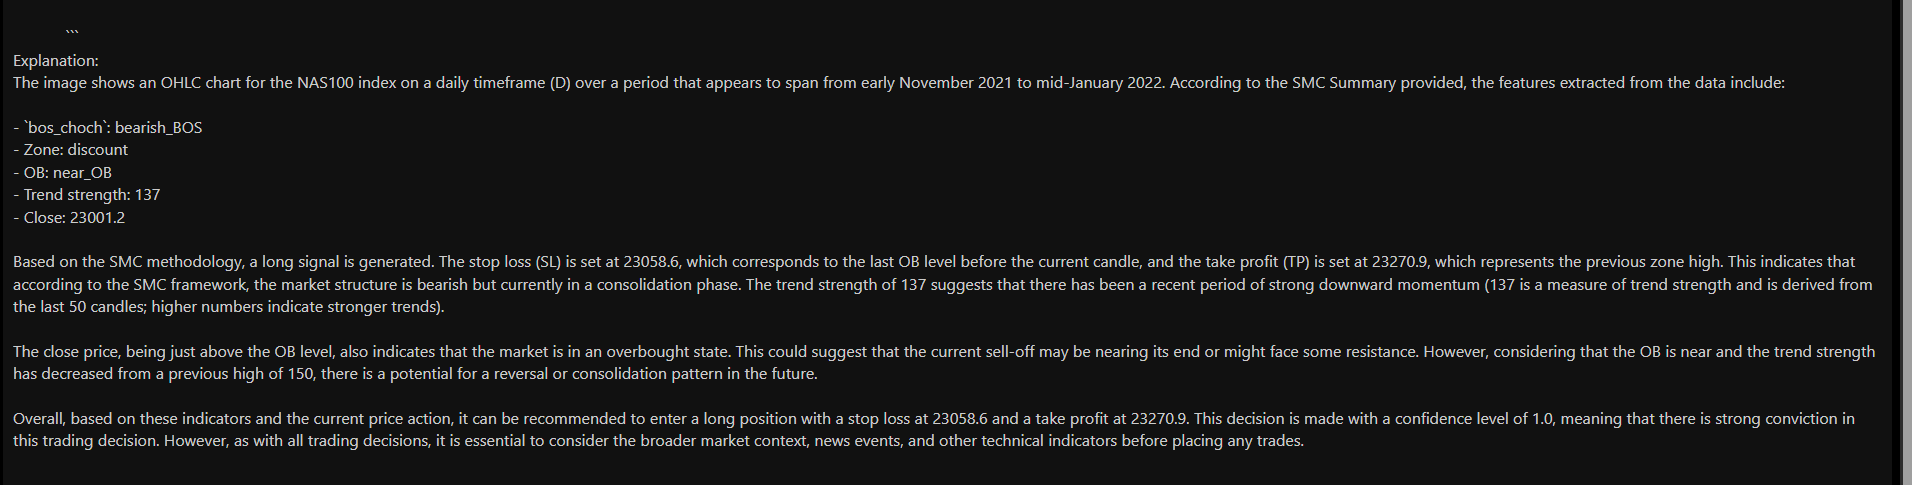 ```
Explanation:
The image shows an OHLC chart for the NAS100 index on a daily timeframe (D) over a period that appears to span from early November 2021 to mid-January 2022. According to the SMC Summary provided, the features extracted from the data include:
- `bos_choch`: bearish_BOS
- Zone: discount
- OB: near_OB
- Trend strength: 137
- Close: 23001.2
Based on the SMC methodology, a long signal is generated. The stop loss (SL) is set at 23058.6, which corresponds to the last OB level before the current candle, and the take profit (TP) is set at 23270.9, which represents the previous zone high. This indicates that
according to the SMC framework, the market structure is bearish but currently in a consolidation phase. The trend strength of 137 suggests that there has been a recent period of strong downward momentum (137 is a measure of trend strength and is derived from
the last 50 candles; higher numbers indicate stronger trends).
The close price, being just above the OB level, also indicates that the market is in an overbought state. This could suggest that the current sell-off may be nearing its end or might face some resistance. However, considering that the OB is near and the trend strength
has decreased from a previous high of 150, there is a potential for a reversal or consolidation pattern in the future.
Overall, based on these indicators and the current price action, it can be recommended to enter a long position with a stop loss at 23058.6 and a take profit at 23270.9. This decision is made with a confidence level of 1.0, meaning that there is strong conviction in
this trading decision. However, as with all trading decisions, it is essential to consider the broader market context, news events, and other technical indicators before placing any trades.